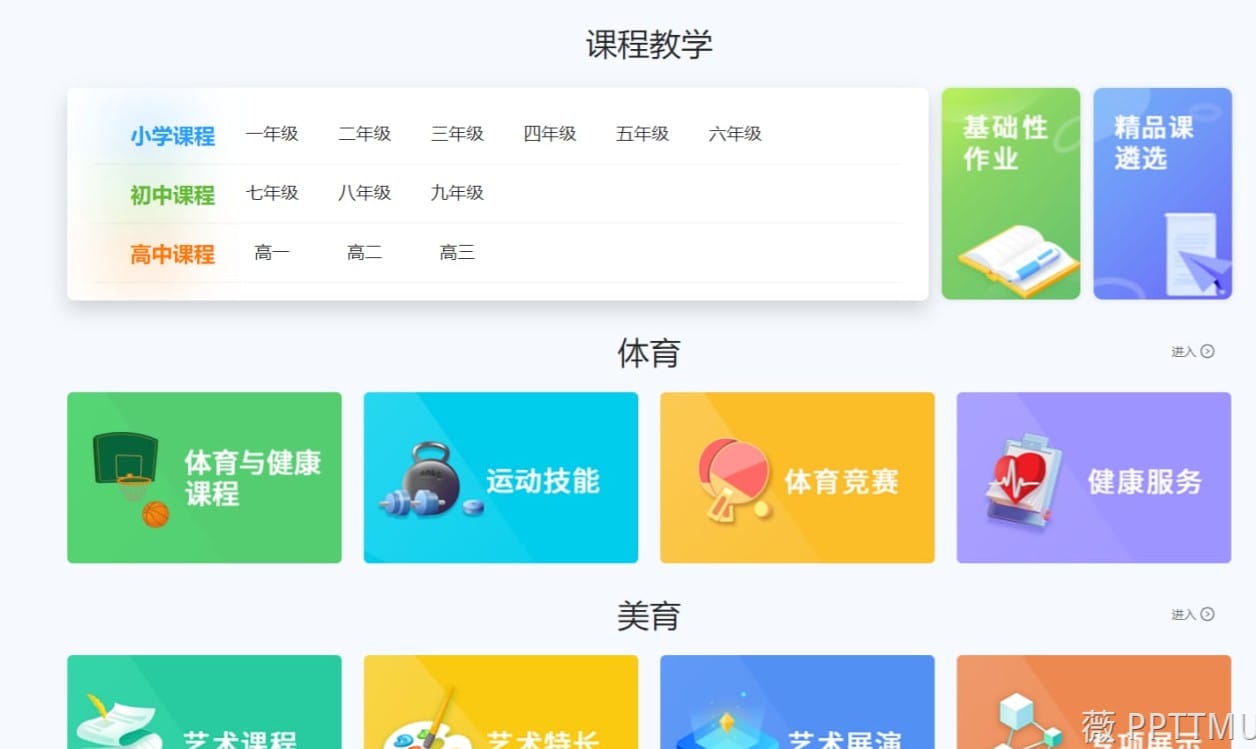 课程教学
小学课程 一年级 二年级 三年级 四年级 五年级 六年级
初中课程 七年级 八年级 九年级
高中课程 高一 高二 高三
基础性
作业
精品课
遴选
体育
进入
体育与健康
课程
运动技能
体育竞赛
健康服务
美育
进入
艺术课程
艺术特长
艺术展演
薇 PPTTMU